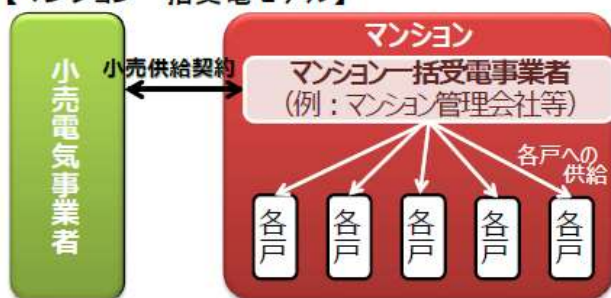 【マンション一括受電モデル】
小売電気事業者
小売供給契約
マンション
マンション一括受電事業者
(例：マンション管理会社等)
各戸への
供給
各戸
各戸
各戸
各戸
各戸